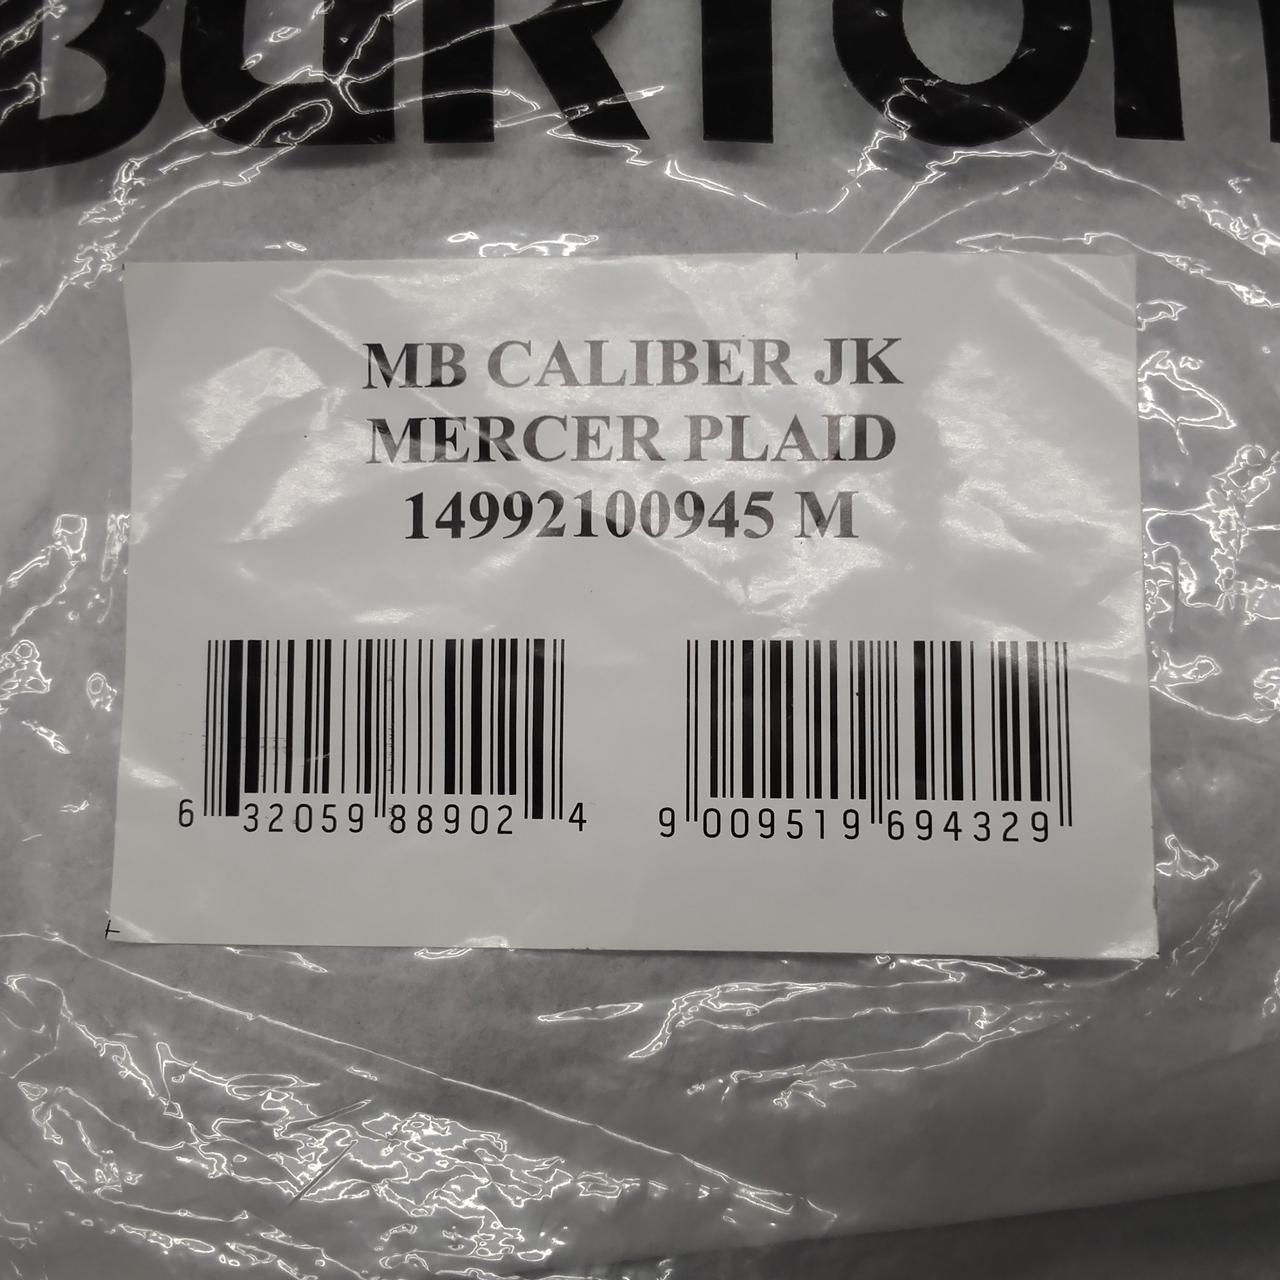 BURTON
MB CALIBER JK
MERCER PLAID
14992100945 M
6 32059 88902 4
9 009519 694329